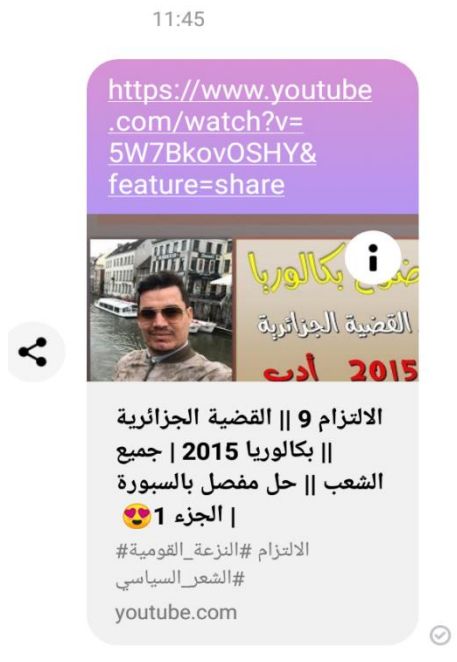 11:45
https://www.youtube
.com/watch?v=
5W7BkovOSHY&
feature=share
بكالوريا
القضية الجزائرية
2015 أدب
الالتزام 9 || القضية الجزائرية
|| بكالوريا 2015 | جميع
الشعب || حل مفصل بالسبورة
| الجزء 1😍
#الالتزام #النزعة_القومية
#الشعر_السياسي
youtube.com